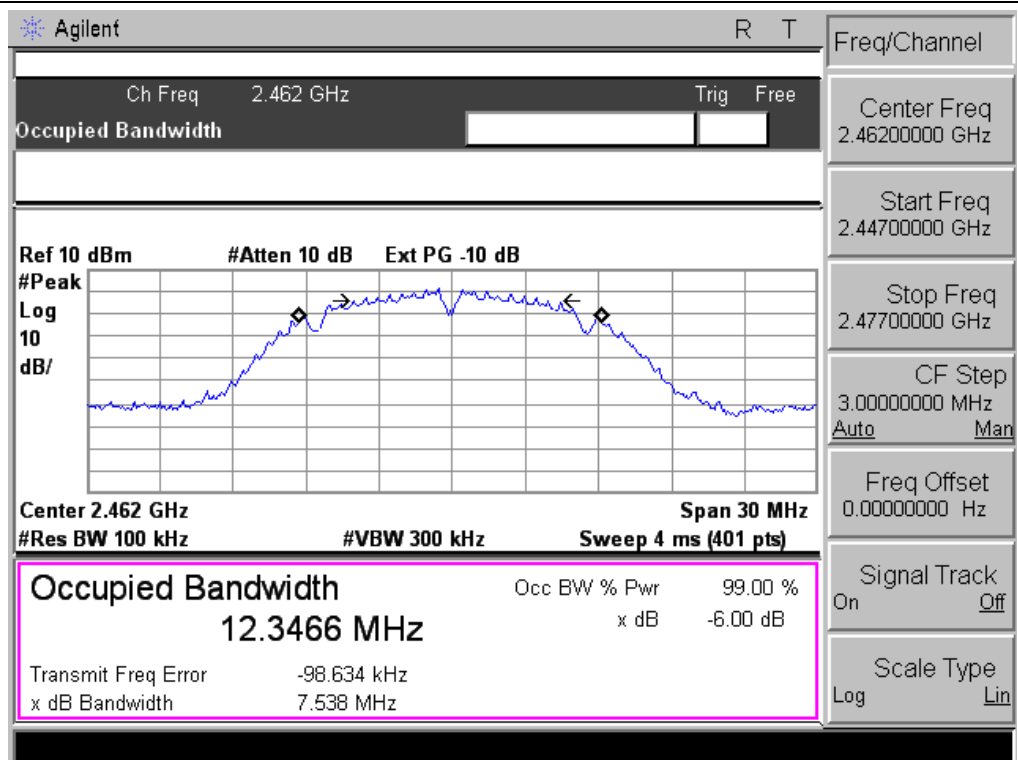 Agilent R T
Ch Freq 2.462 GHz Trig Free
Occupied Bandwidth
Ref 10 dBm #Atten 10 dB Ext PG -10 dB
#Peak
Log
10
dB/
Center 2.462 GHz Span 30 MHz
#Res BW 100 kHz #VBW 300 kHz Sweep 4 ms (401 pts)
Occupied Bandwidth Occ BW % Pwr 99.00 %
12.3466 MHz x dB -6.00 dB
Transmit Freq Error -98.634 kHz
x dB Bandwidth 7.538 MHz
Freq/Channel
Center Freq
2.46200000 GHz
Start Freq
2.44700000 GHz
Stop Freq
2.47700000 GHz
CF Step
3.00000000 MHz
Auto Man
Freq Offset
0.00000000 Hz
Signal Track
On Off
Scale Type
Log Lin